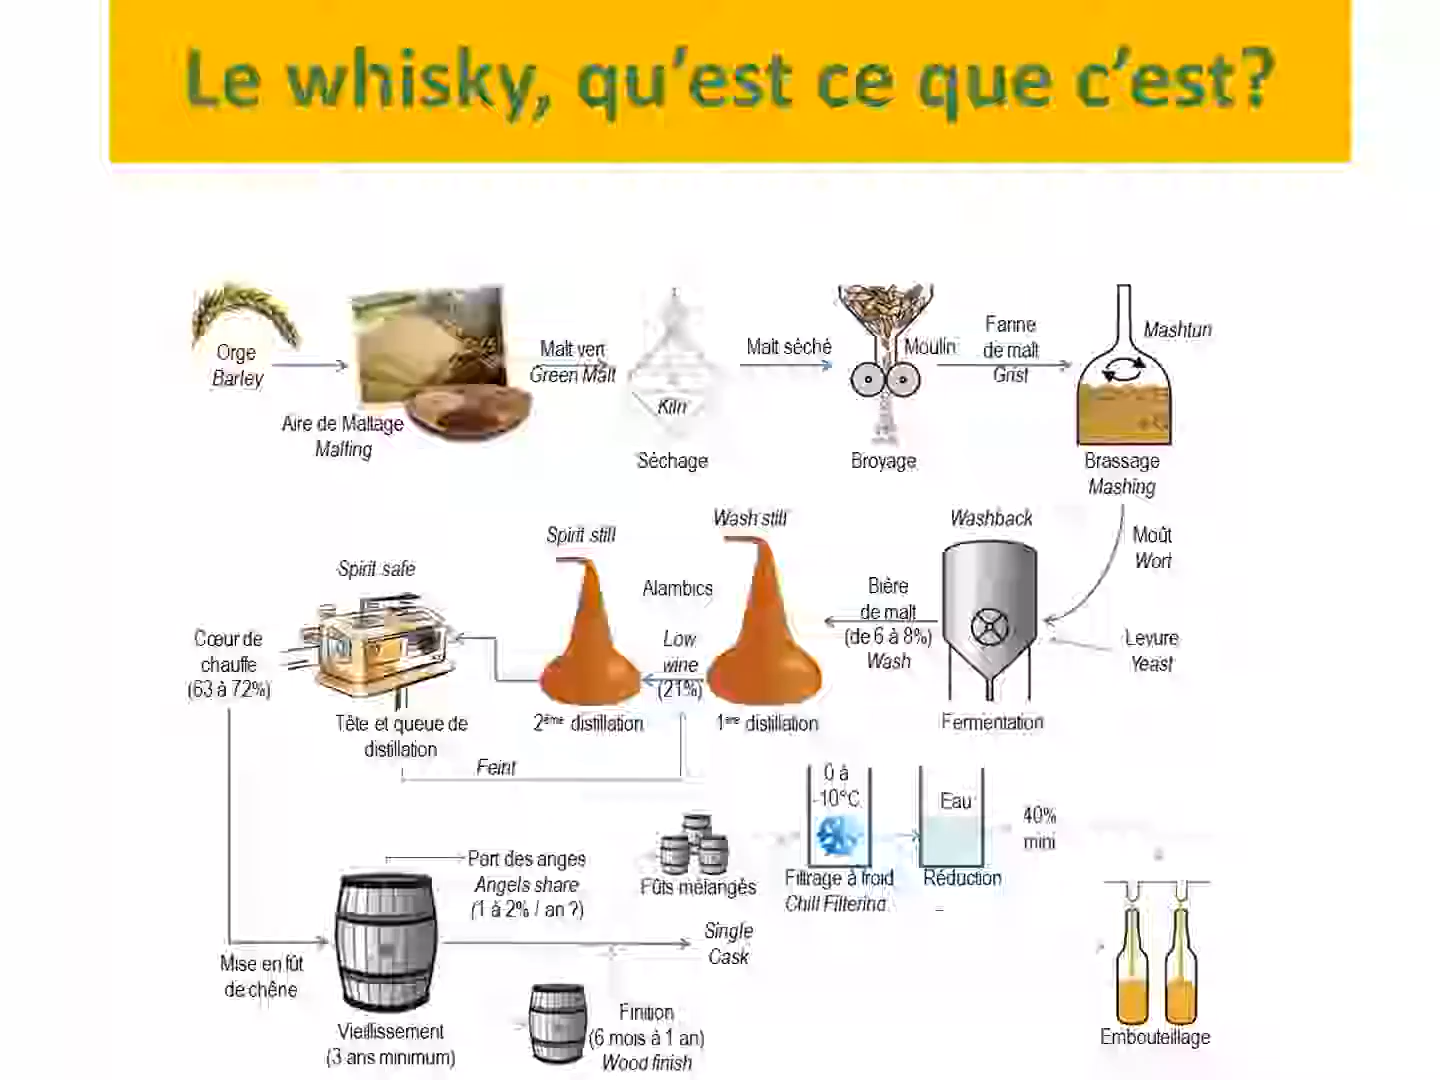 Le whisky, qu'est ce que c'est?
Orge
Barley
Aire de Maltage
Malting
Malt vert
Green Malt
Kiln
Séchage
Malt séché
Moulin
Broyage
Farine
de malt
Grist
Mashtun
Brassage
Mashing
Moût
Wort
Levure
Yeast
Washback
Fermentation
Bière
de malt
(de 6 à 8%)
Wash
Wash still
1ère distillation
Alambics
Low
wine
(21%)
Spirit still
2ème distillation
Spirit safe
Tête et queue de
distillation
Feint
Cœur de
chauffe
(63 à 72%)
Mise en fût
de chêne
Vieillissement
(3 ans minimum)
Part des anges
Angels share
(1 à 2% / an ?)
Finition
(6 mois à 1 an)
Wood finish
Single
Cask
Fûts mélangés
0 à
-10°C
Filtrage à froid
Chill Filtering
Eau
Réduction
40%
mini
Embouteillage